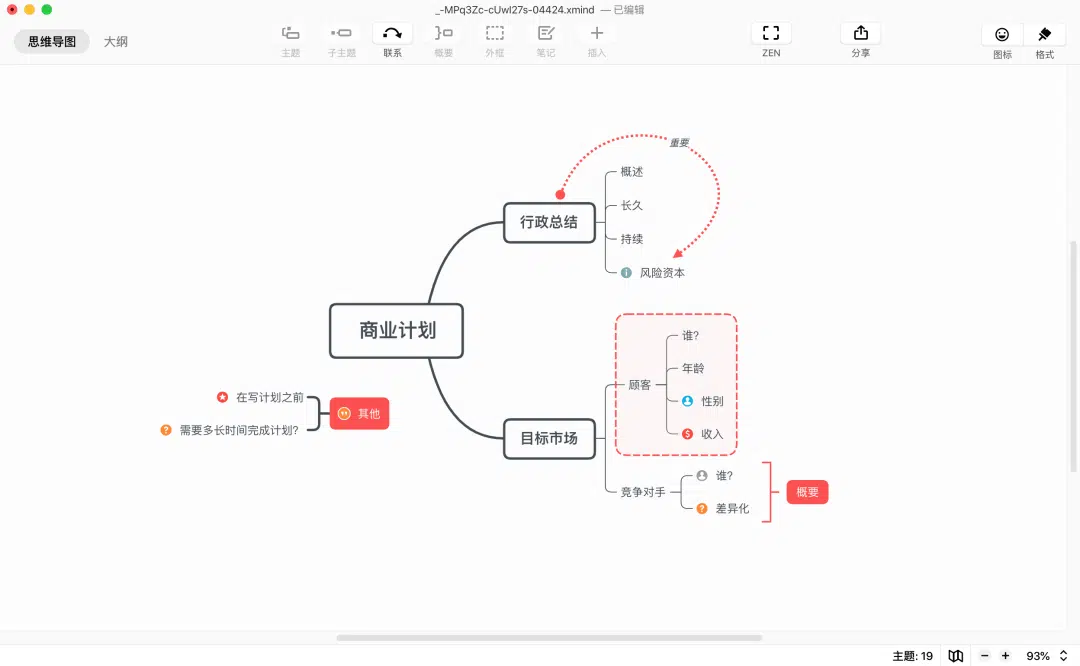 _-MPq3Zc-cUwI27s-04424.xmind — 已编辑
思维导图 大纲
主题 子主题 联系 概要 外框 笔记 插入 ZEN 分享 图标 格式
重要
概述
行政总结
长久
持续
风险资本
商业计划
谁?
年龄
顾客
性别
收入
在写计划之前
其他
需要多长时间完成计划?
目标市场
谁?
竞争对手
概要
差异化
主题: 19 93%